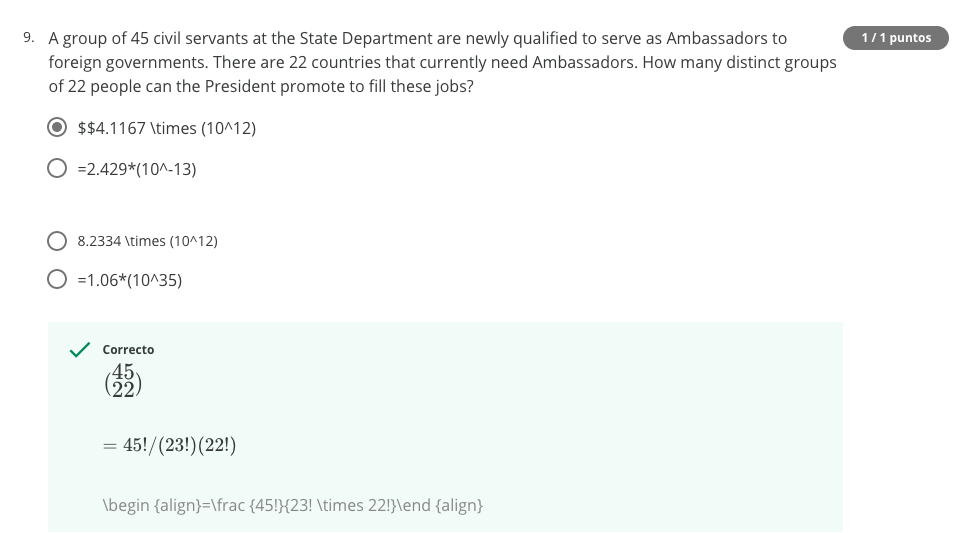 9. A group of 45 civil servants at the State Department are newly qualified to serve as Ambassadors to
foreign governments. There are 22 countries that currently need Ambassadors. How many distinct groups
of 22 people can the President promote to fill these jobs?
1 / 1 puntos
$$4.1167 \times (10^12)
=2.429*(10^-13)
8.2334 \times (10^12)
=1.06*(10^35)
Correcto
(45
22)
= 45!/(23!)(22!)
\begin {align}=\frac {45!}{23! \times 22!}\end {align}